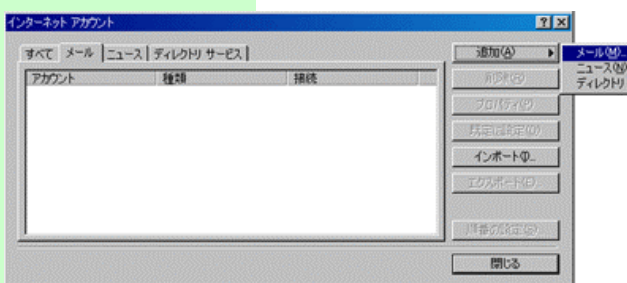 インターネット アカウント
すべて メール ニュース ディレクトリ サービス
アカウント 種類 接続
追加(A)
メール(M)...
ニュース(N)
ディレクトリ
削除(R)
プロパティ(P)
既定に設定(D)
インポート(I)...
エクスポート(E)...
順番の設定(S)...
閉じる